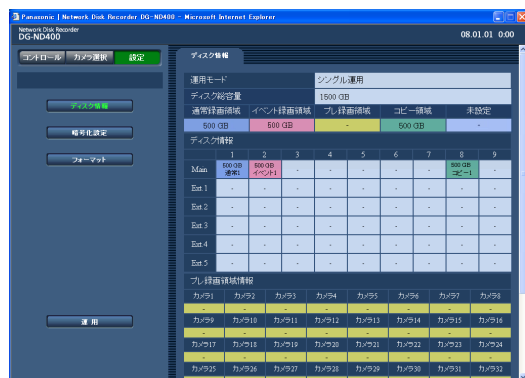 Panasonic | Network Disk Recorder DG-ND400 - Microsoft Internet Explorer
Network Disk Recorder
DG-ND400
08.01.01 0:00
コントロール カメラ選択 設定
ディスク情報
暗号化設定
フォーマット
運用
ディスク情報
運用モード シングル運用
ディスク総容量 1500 GB
通常録画領域 イベント録画領域 プレ録画領域 コピー領域 未設定
500 GB 500 GB - 500 GB -
ディスク情報
1 2 3 4 5 6 7 8 9
Main 500 GB 通常1 500 GB イベント1 - - - - - 500 GB コピー1 -
Ext.1 - - - - - - - - -
Ext.2 - - - - - - - - -
Ext.3 - - - - - - - - -
Ext.4 - - - - - - - - -
Ext.5 - - - - - - - - -
プレ録画領域情報
カメラ1 カメラ2 カメラ3 カメラ4 カメラ5 カメラ6 カメラ7 カメラ8
- - - - - - - -
カメラ9 カメラ10 カメラ11 カメラ12 カメラ13 カメラ14 カメラ15 カメラ16
- - - - - - - -
カメラ17 カメラ18 カメラ19 カメラ20 カメラ21 カメラ22 カメラ23 カメラ24
- - - - - - - -
カメラ25 カメラ26 カメラ27 カメラ28 カメラ29 カメラ30 カメラ31 カメラ32